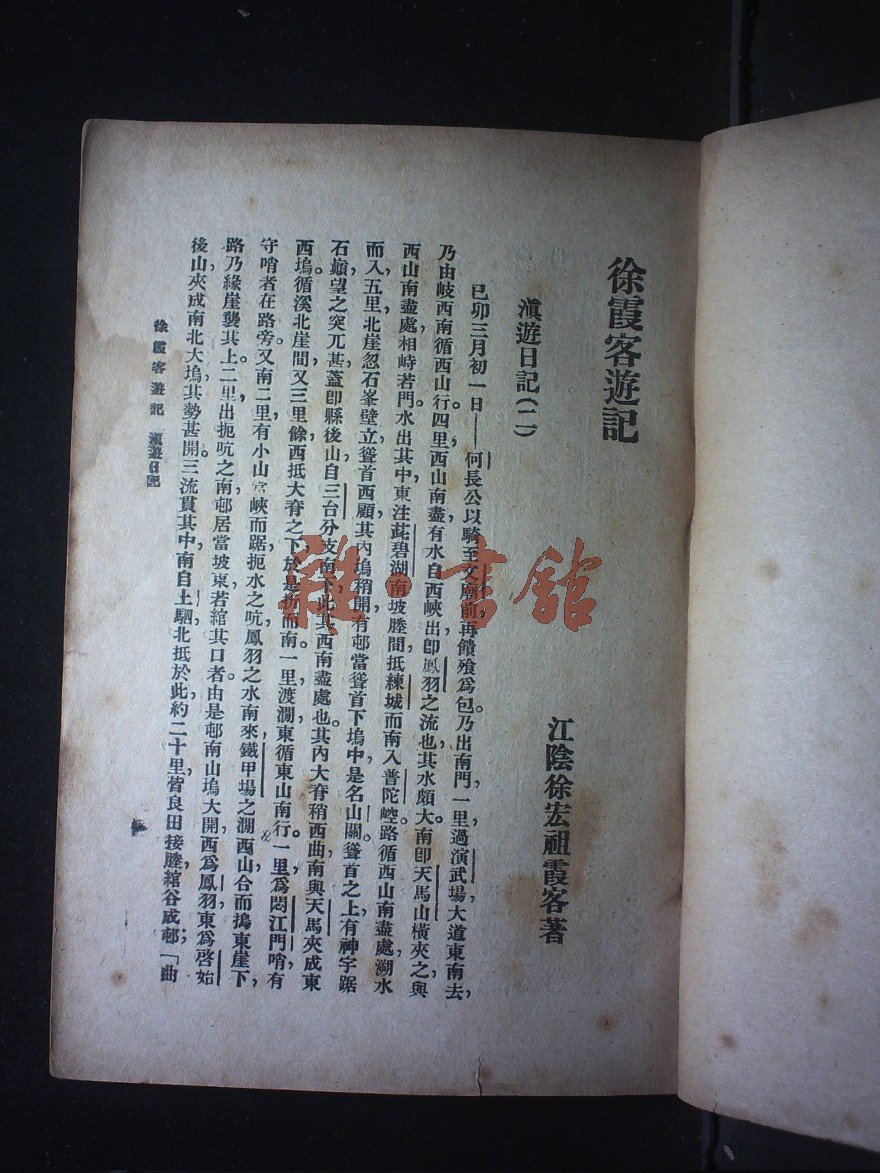 徐霞客遊記
江陰徐宏祖霞客著
滇遊日記(二)
己卯三月初一日——何長公以騎至文廟前,再饋飱爲包。乃出南門,一里,過演武場,大道東南去,
乃由岐西南循西山行。四里,西山南盡,有水自西峽出,卽鳳羽之流也,其水頗大。南卽天馬山橫夾之,與
西山南盡處相峙若門,水出其中,東注茈碧湖南坡塍間,抵練城而南入普陀崆。路循西山南盡處溯水
而入,五里,北崖忽石峯壁立,聳首西顧,其內塢稍開,有邨當聳首下塢中,是名山關。聳首之上,有神宇踞
石巔,望之突兀甚,蓋卽縣後山,自三台分支南下,此其西南盡處也。其內大脊稍西曲,南與天馬夾成東
西塢。循溪北崖間又三里餘,西抵大脊之下,於是折而南,一里,渡澗,東循東山南行。一里,爲悶江門哨,有
守哨者在路旁。又南二里,有小山當峽而踞,扼水之吭,鳳羽之水南來,鐵甲場之澗西山合而搗東崖下,
路乃緣崖襲其上。二里,出扼吭之南,邨居當坡東,若綰其口者。由是邨南山塢大開,西爲鳳羽,東爲啓始
後山,夾成南北大塢,其勢甚開。三流貫其中,南自上駟,北抵於此,約二十里,皆良田接塍,綰谷成邨;「曲
徐霞客遊記 滇遊日記
雜·書館